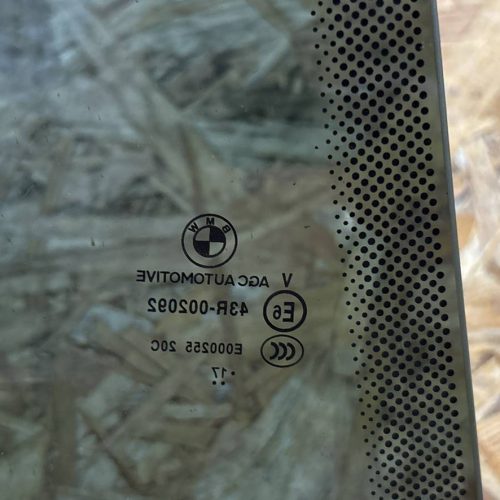 BMW
V AGC AUTOMOTIVE
E6 43R-002092
CCC E000255 20C
. 17
..